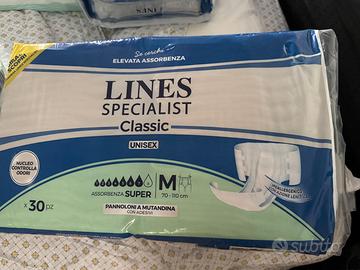 Se cerchi
ELEVATA ASSORBENZA
LINES
SPECIALIST
Classic
UNISEX
NUCLEO
CONTROLLA
ODORI
ASSORBENZA SUPER
M
70 - 110 cm
x 30 PZ
PANNOLONI A MUTANDINA
CON ADESIVI
LINES
subito